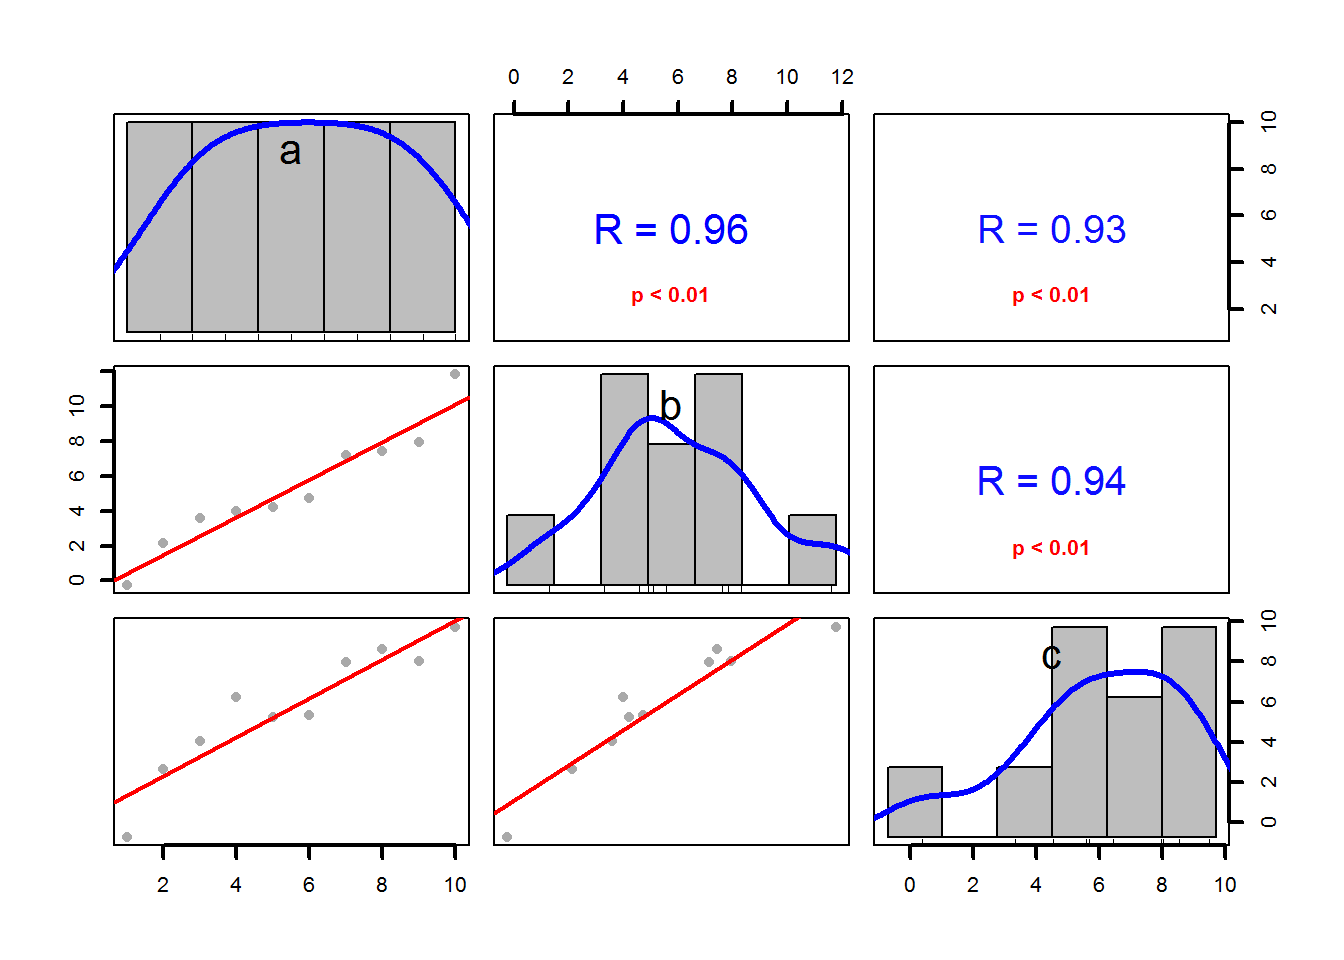 0 2 4 6 8 10 12
a
R = 0.96
p < 0.01
R = 0.93
p < 0.01
2 4 6 8 10
0 2 4 6 8 10
b
R = 0.94
p < 0.01
c
0 2 4 6 8 10
2 4 6 8 10
0 2 4 6 8 10